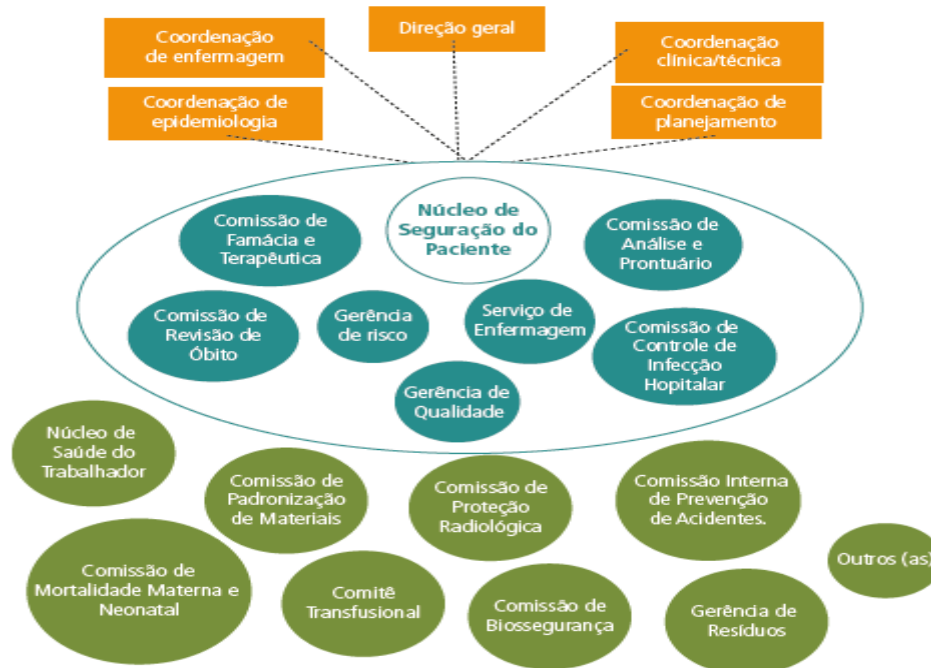 Coordenação
de enfermagem
Direção geral
Coordenação
clínica/técnica
Coordenação de
epidemiologia
Coordenação de
planejamento
Núcleo de
Seguração do
Paciente
Comissão de
Famácia e
Terapêutica
Comissão de
Análise e
Prontuário
Comissão de
Revisão de
Óbito
Gerência
de risco
Serviço de
Enfermagem
Comissão de
Controle de
Infecção
Hopitalar
Gerência de
Qualidade
Núcleo de
Saúde do
Trabalhador
Comissão de
Padronização
de Materiais
Comissão de
Proteção
Radiológica
Comissão Interna
de Prevenção
de Acidentes.
Outros (as)
Comissão de
Mortalidade Materna e
Neonatal
Comitê
Transfusional
Comissão de
Biossegurança
Gerência de
Resíduos